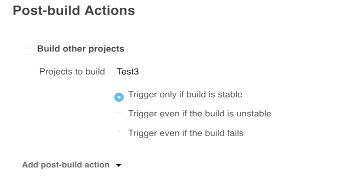 Post-build Actions
Build other projects
Projects to build Test3
Trigger only if build is stable
Trigger even if the build is unstable
Trigger even if the build fails
Add post-build action